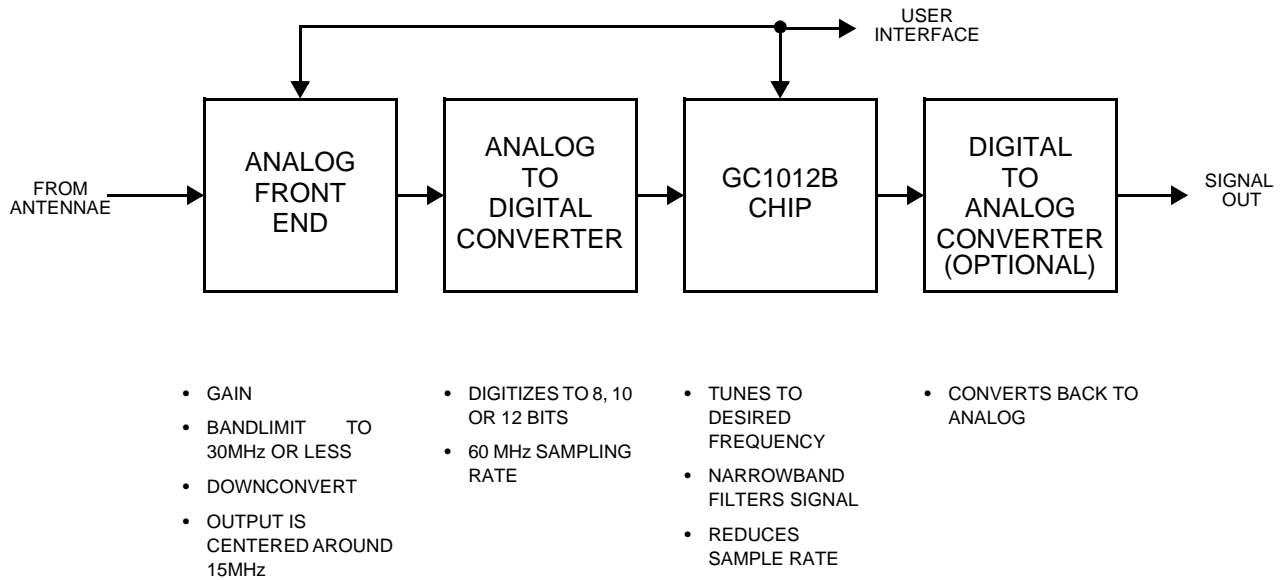 USER
INTERFACE
FROM
ANTENNAE
ANALOG
FRONT
END
ANALOG
TO
DIGITAL
CONVERTER
GC1012B
CHIP
DIGITAL
TO
ANALOG
CONVERTER
(OPTIONAL)
SIGNAL
OUT
• GAIN
• BANDLIMIT TO
30MHz OR LESS
• DOWNCONVERT
• OUTPUT IS
CENTERED AROUND
15MHz
• DIGITIZES TO 8, 10
OR 12 BITS
• 60 MHz SAMPLING
RATE
• TUNES TO
DESIRED
FREQUENCY
• NARROWBAND
FILTERS SIGNAL
• REDUCES
SAMPLE RATE
• CONVERTS BACK TO
ANALOG